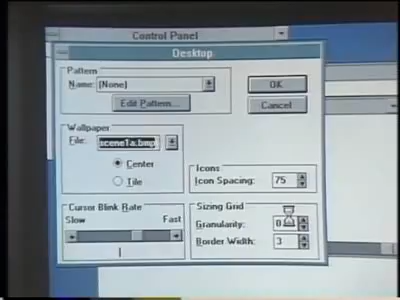 Control Panel
Desktop
Pattern
Name: (None)
OK
Edit Pattern...
Cancel
Wallpaper
File: scene1a.bmp
Center
Tile
Icons
Icon Spacing: 75
Cursor Blink Rate
Slow Fast
Sizing Grid
Granularity: 0
Border Width: 3